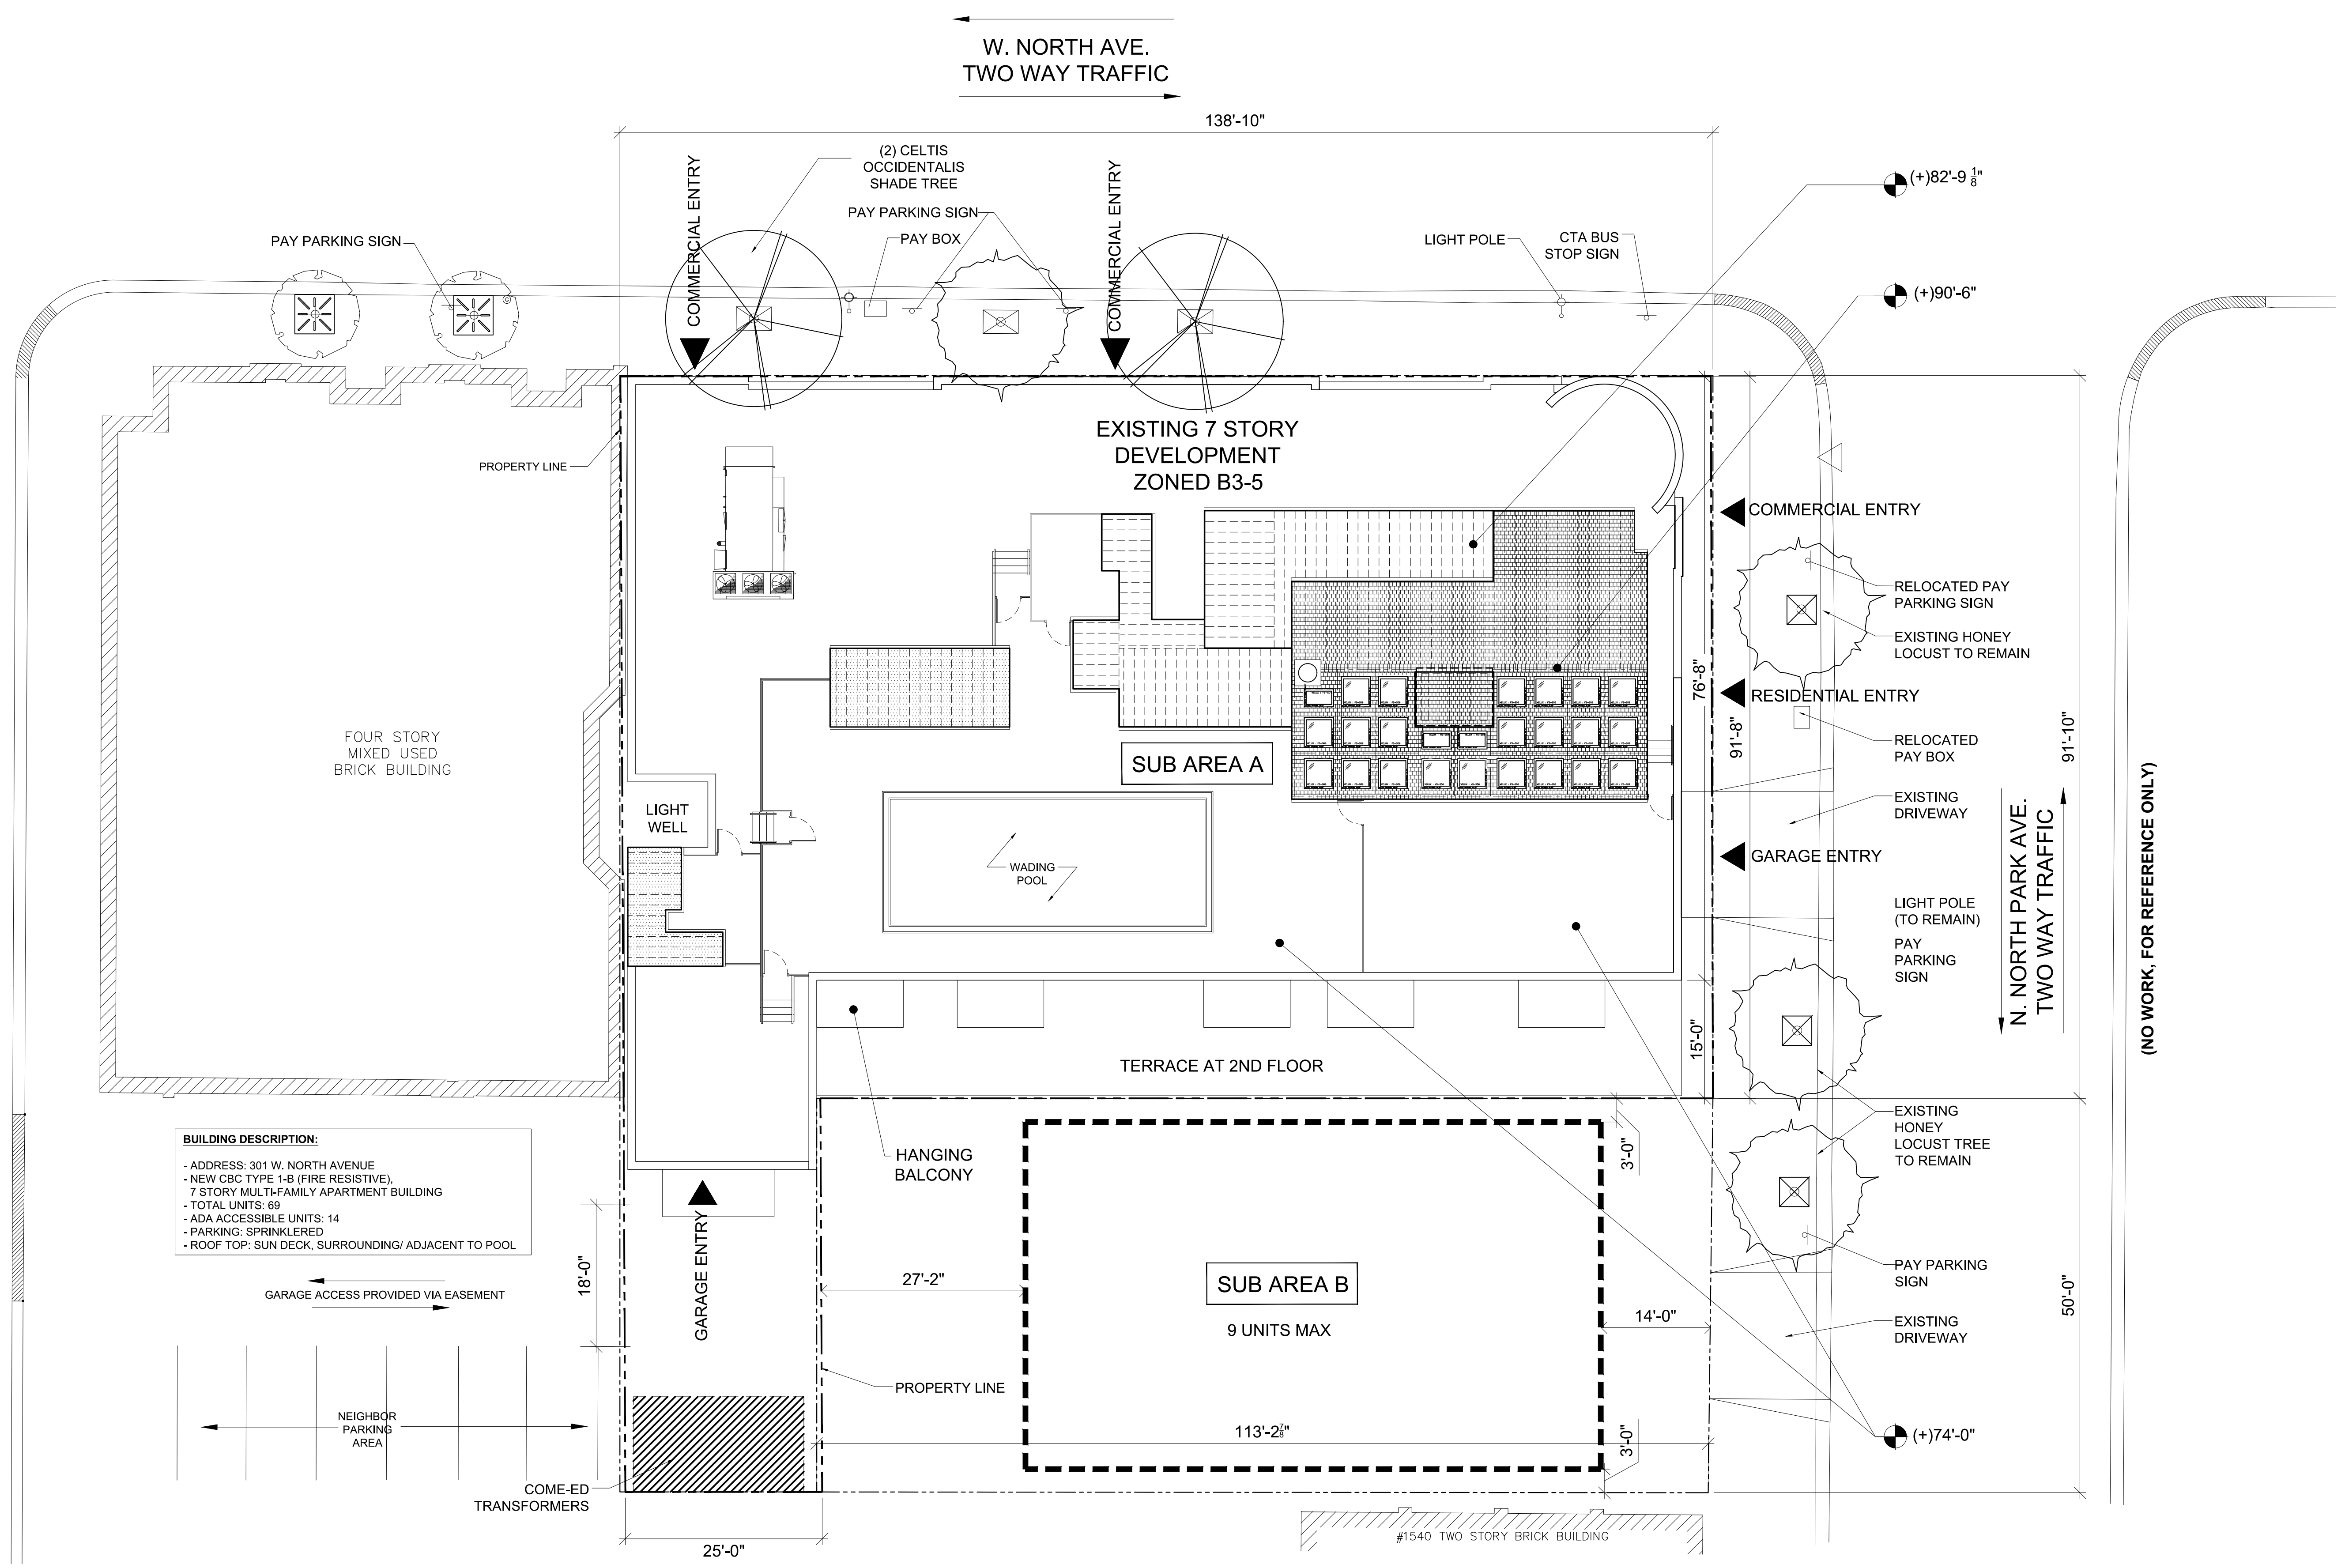 W. NORTH AVE.
TWO WAY TRAFFIC
138'-10"
(2) CELTIS
OCCIDENTALIS
SHADE TREE
COMMERCIAL ENTRY
COMMERCIAL ENTRY
PAY PARKING SIGN
PAY BOX
PAY PARKING SIGN
LIGHT POLE
CTA BUS
STOP SIGN
(+)82'-9 1/8"
(+)90'-6"
EXISTING 7 STORY
DEVELOPMENT
ZONED B3-5
PROPERTY LINE
COMMERCIAL ENTRY
RELOCATED PAY
PARKING SIGN
EXISTING HONEY
LOCUST TO REMAIN
76'-8"
RESIDENTIAL ENTRY
91'-8"
91'-10"
FOUR STORY
MIXED USED
BRICK BUILDING
SUB AREA A
RELOCATED
PAY BOX
EXISTING
DRIVEWAY
LIGHT
WELL
WADING
POOL
GARAGE ENTRY
N. NORTH PARK AVE.
TWO WAY TRAFFIC
(NO WORK, FOR REFERENCE ONLY)
LIGHT POLE
(TO REMAIN)
PAY
PARKING
SIGN
15'-0"
TERRACE AT 2ND FLOOR
BUILDING DESCRIPTION:
- ADDRESS: 301 W. NORTH AVENUE
- NEW CBC TYPE 1-B (FIRE RESISTIVE),
7 STORY MULTI-FAMILY APARTMENT BUILDING
- TOTAL UNITS: 69
- ADA ACCESSIBLE UNITS: 14
- PARKING: SPRINKLERED
- ROOF TOP: SUN DECK, SURROUNDING/ ADJACENT TO POOL
HANGING
BALCONY
3'-0"
EXISTING
HONEY
LOCUST TREE
TO REMAIN
GARAGE ACCESS PROVIDED VIA EASEMENT
18'-0"
GARAGE ENTRY
27'-2"
SUB AREA B
9 UNITS MAX
14'-0"
PAY PARKING
SIGN
50'-0"
EXISTING
DRIVEWAY
PROPERTY LINE
NEIGHBOR
PARKING
AREA
113'-2 7/8"
3'-0"
(+)74'-0"
COME-ED
TRANSFORMERS
#1540 TWO STORY BRICK BUILDING
25'-0"